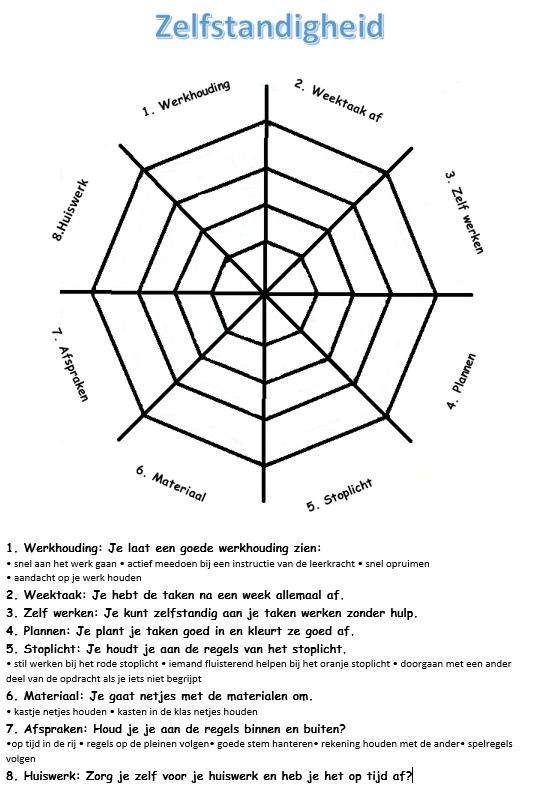 Zelfstandigheid
1. Werkhouding
2. Weektaak af
3. Zelf werken
4. Plannen
5. Stoplicht
6. Materiaal
7. Afspraken
8.Huiswerk
1. Werkhouding: Je laat een goede werkhouding zien:
• snel aan het werk gaan • actief meedoen bij een instructie van de leerkracht • snel opruimen
• aandacht op je werk houden
2. Weektaak: Je hebt de taken na een week allemaal af.
3. Zelf werken: Je kunt zelfstandig aan je taken werken zonder hulp.
4. Plannen: Je plant je taken goed in en kleurt ze goed af.
5. Stoplicht: Je houdt je aan de regels van het stoplicht.
• stil werken bij het rode stoplicht • iemand fluisterend helpen bij het oranje stoplicht • doorgaan met een ander
deel van de opdracht als je iets niet begrijpt
6. Materiaal: Je gaat netjes met de materialen om.
• kastje netjes houden • kasten in de klas netjes houden
7. Afspraken: Houd je je aan de regels binnen en buiten?
•op tijd in de rij • regels op de pleinen volgen• goede stem hanteren• rekening houden met de ander• spelregels
volgen
8. Huiswerk: Zorg je zelf voor je huiswerk en heb je het op tijd af?